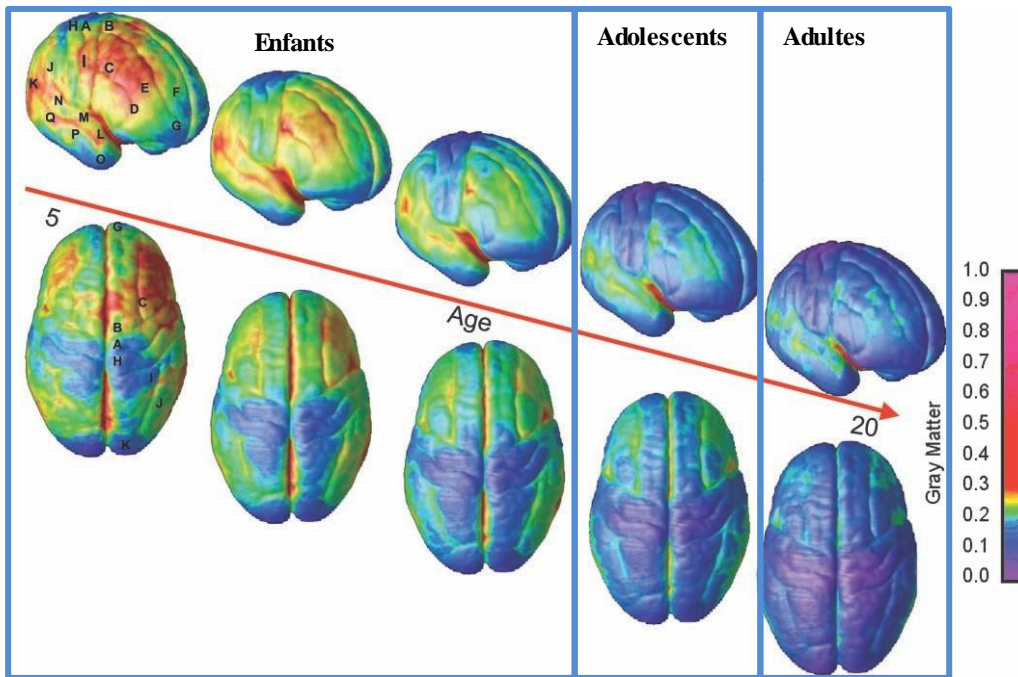 Enfants
Adolescents
Adultes
H A B
J I C
K E F
N D
Q M G
P L
O
5
Age
20
G
C
B
A
H
I
J
K
Gray Matter
1.0
0.9
0.8
0.7
0.6
0.5
0.4
0.3
0.2
0.1
0.0